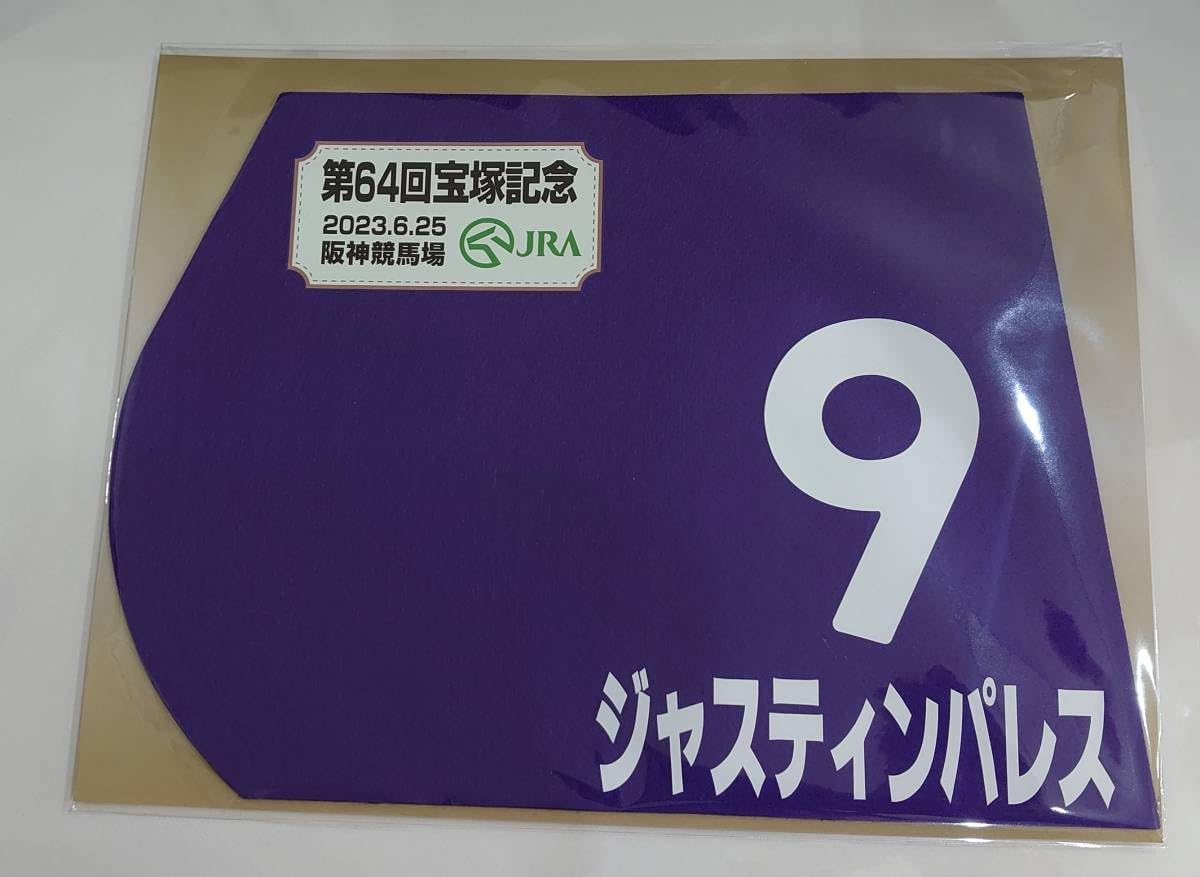 第64回宝塚記念
2023.6.25
阪神競馬場
JRA
9
ジャスティンパレス